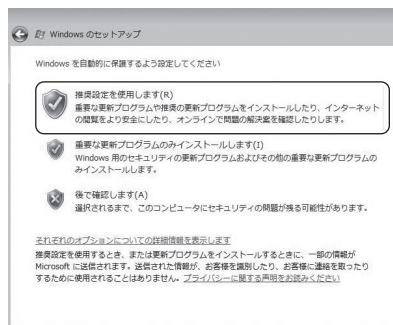 Windows のセットアップ
Windows を自動的に保護するよう設定してください
推奨設定を使用します(R)
重要な更新プログラムや推奨の更新プログラムをインストールしたり、インターネット
の閲覧をより安全にしたり、オンラインで問題の解決策を確認したりします。
重要な更新プログラムのみインストールします(I)
Windows 用のセキュリティの更新プログラムおよびその他の重要な更新プログラムの
みインストールします。
後で確認します(A)
選択されるまで、このコンピュータにセキュリティの問題が残る可能性があります。
それぞれのオプションについての詳細情報を表示します
推奨設定を使用するとき、または更新プログラムをインストールするときに、一部の情報が
Microsoft に送信されます。送信された情報が、お客様を識別したり、お客様に連絡を取ったり
するために使用されることはありません。プライバシーに関する声明をお読みください